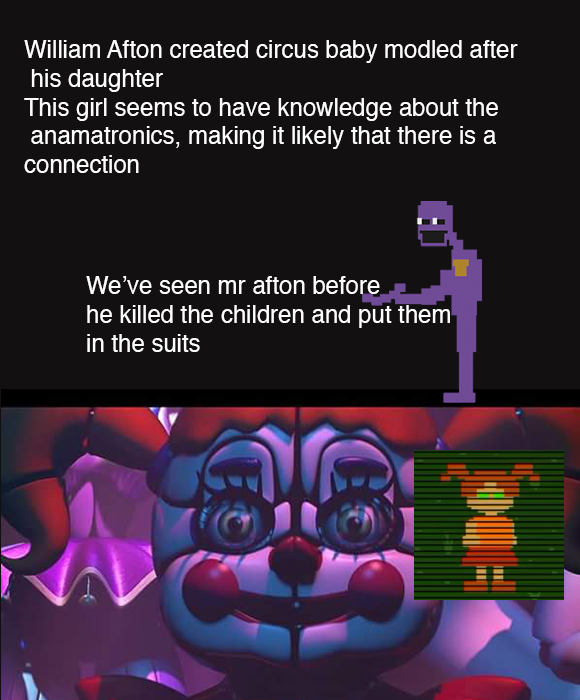 William Afton created circus baby modled after
his daughter
This girl seems to have knowledge about the
anamatronics, making it likely that there is a
connection
We've seen mr afton before
he killed the children and put them
in the suits